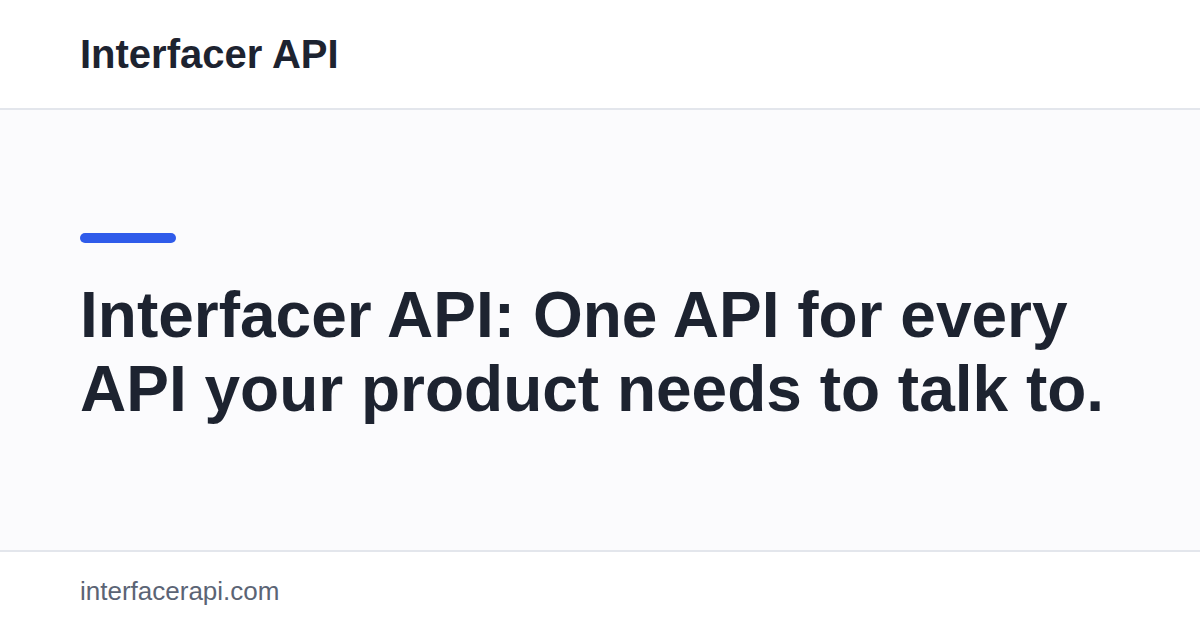 Interfacer API
Interfacer API: One API for every
API your product needs to talk to.
interfacerapi.com